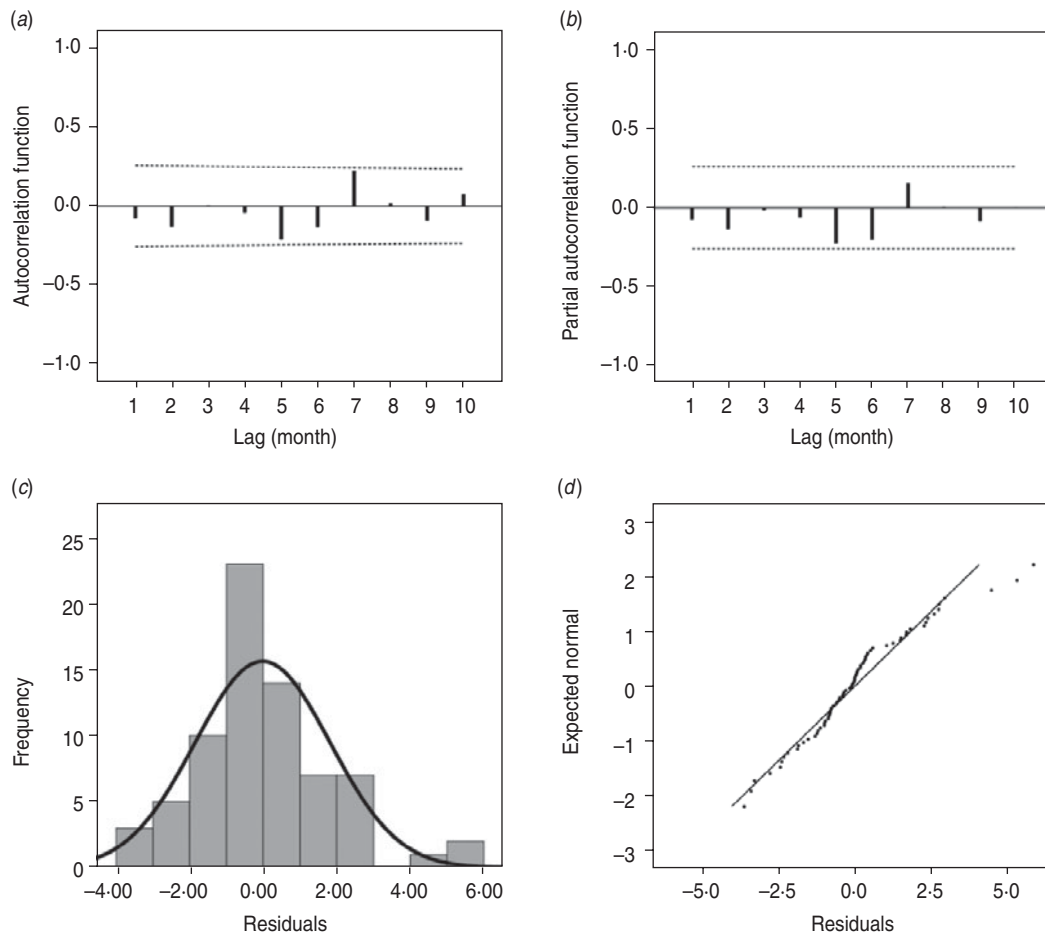 (a)
1·0
0·5
0·0
–0·5
–1·0
Autocorrelation function
1 2 3 4 5 6 7 8 9 10
Lag (month)
(b)
1·0
0·5
0·0
–0·5
–1·0
Partial autocorrelation function
1 2 3 4 5 6 7 8 9 10
Lag (month)
(c)
25
20
15
10
5
0
Frequency
–4·00 –2·00 0·00 2·00 4·00 6·00
Residuals
(d)
3
2
1
0
–1
–2
–3
Expected normal
–5·0 –2·5 0·0 2·5 5·0
Residuals